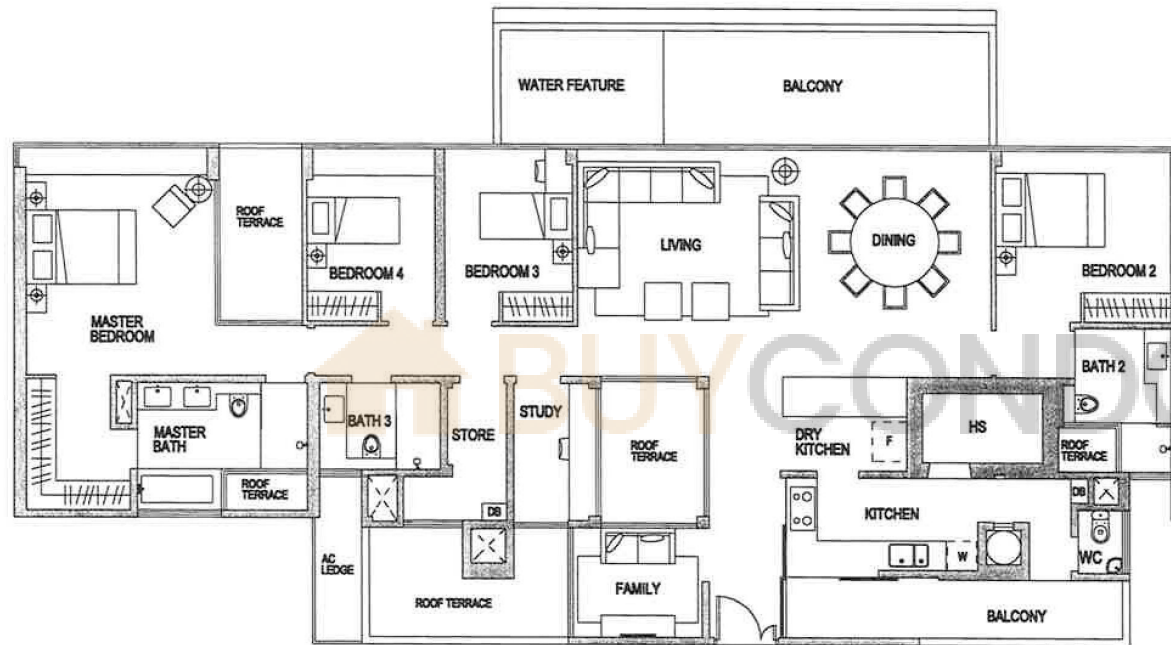 WATER FEATURE
BALCONY
ROOF
TERRACE
BEDROOM 4
BEDROOM 3
LIVING
DINING
BEDROOM 2
MASTER
BEDROOM
BUYCONDO
BATH 2
MASTER
BATH
BATH 3
STORE
STUDY
ROOF
TERRACE
DRY
KITCHEN
F
HS
ROOF
TERRACE
ROOF
TERRACE
DB
KITCHEN
DB
W
WC
AC
LEDGE
ROOF TERRACE
FAMILY
BALCONY